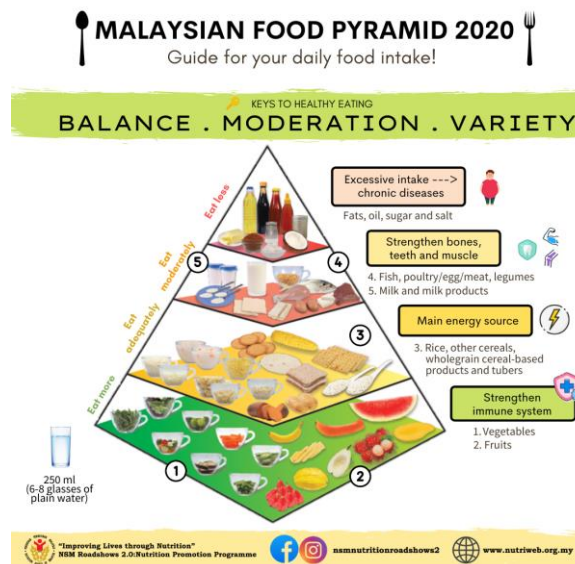 MALAYSIAN FOOD PYRAMID 2020
Guide for your daily food intake!
KEYS TO HEALTHY EATING
BALANCE . MODERATION . VARIETY
Eat less
Excessive intake --->
chronic diseases
Fats, oil, sugar and salt
Eat moderately
5
4
Strengthen bones,
teeth and muscle
4. Fish, poultry/egg/meat, legumes
5. Milk and milk products
Eat adequately
3
Main energy source
3. Rice, other cereals,
wholegrain cereal-based
products and tubers
Eat more
1
2
Strengthen
immune system
1. Vegetables
2. Fruits
250 ml
(6-8 glasses of
plain water)
"Improving Lives through Nutrition"
NSM Roadshows 2.0:Nutrition Promotion Programme
nsmnutritionroadshows2
www.nutriweb.org.my